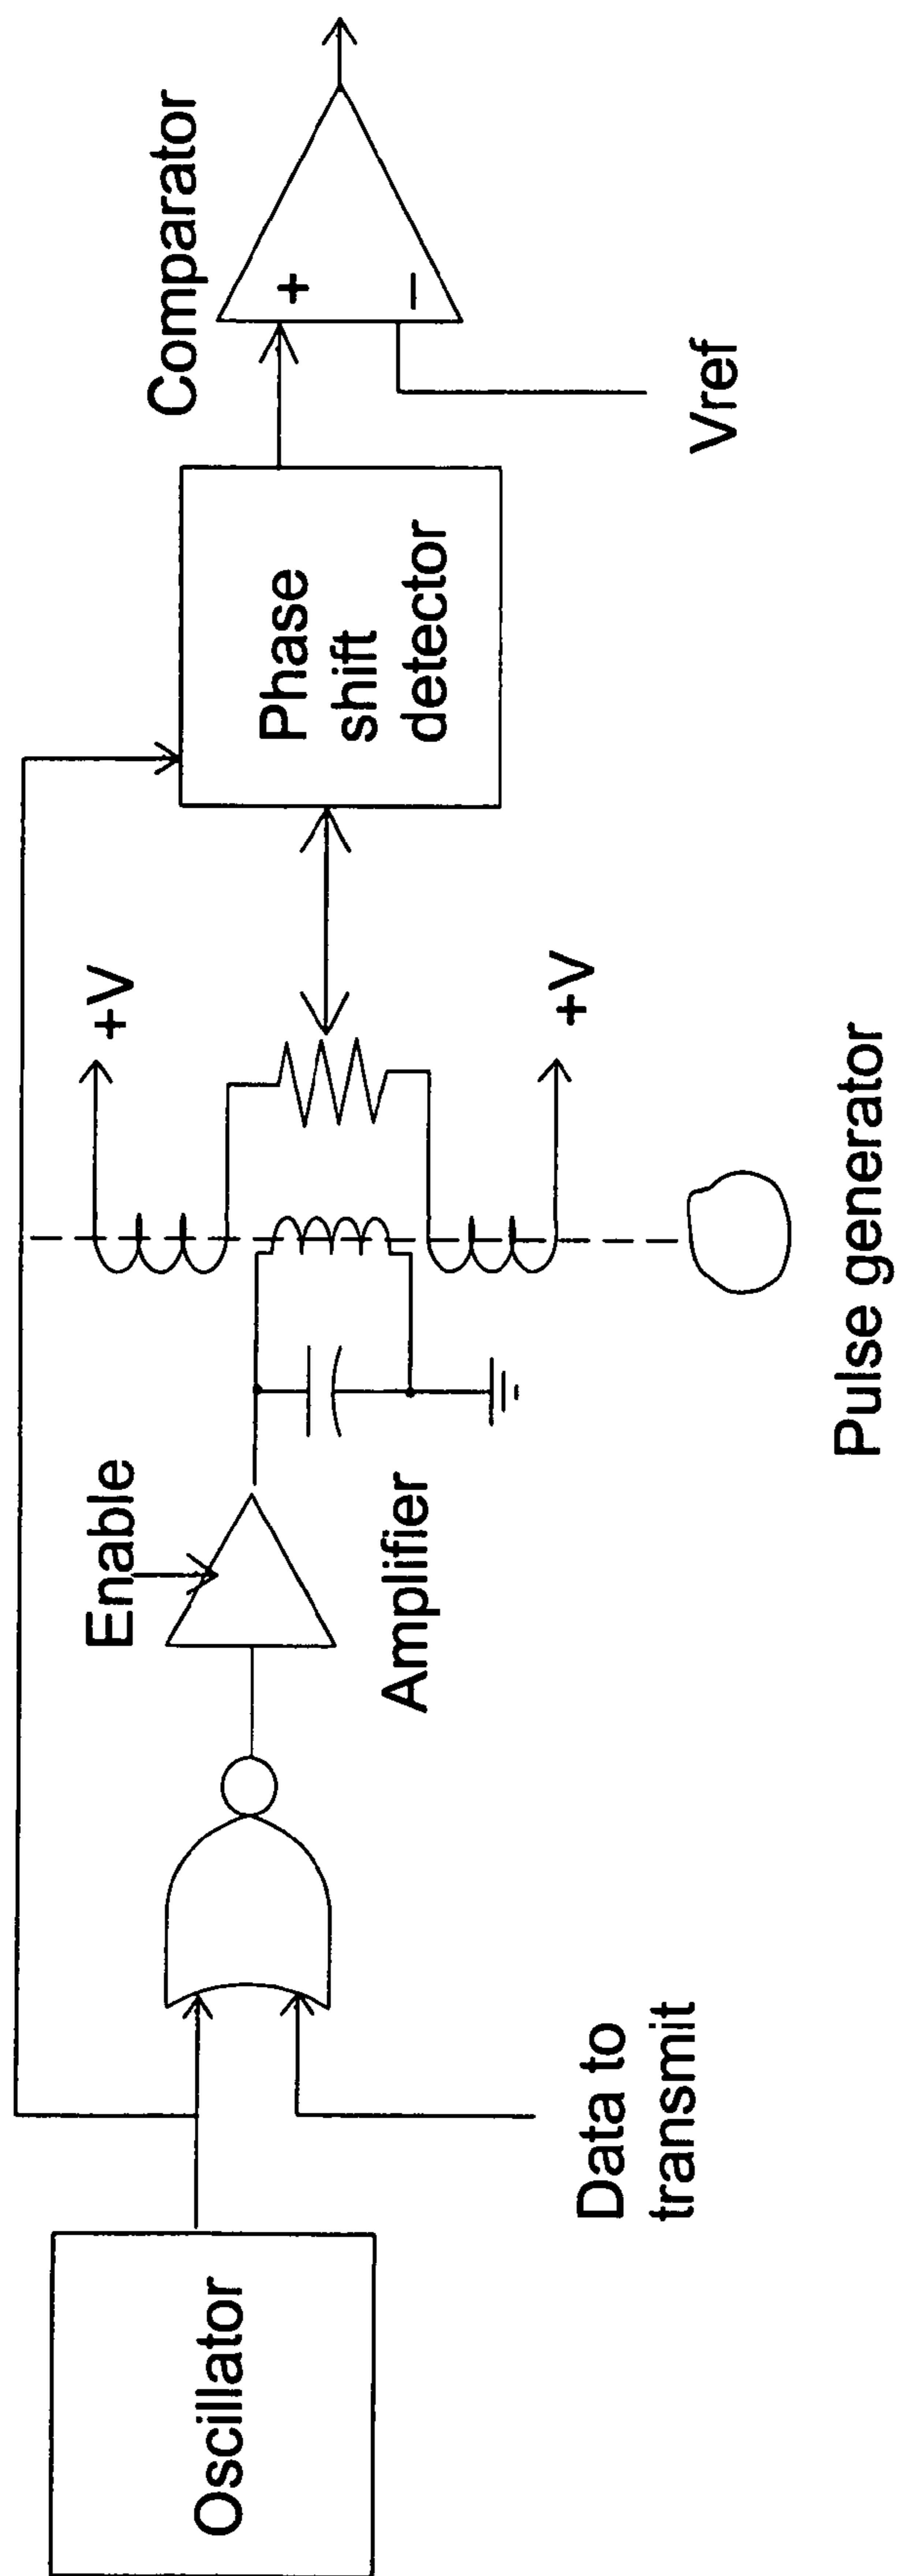 Oscillator
Data to
transmit
Enable
Amplifier
+V
+V
Pulse generator
Phase
shift
detector
Comparator
+
−
Vref